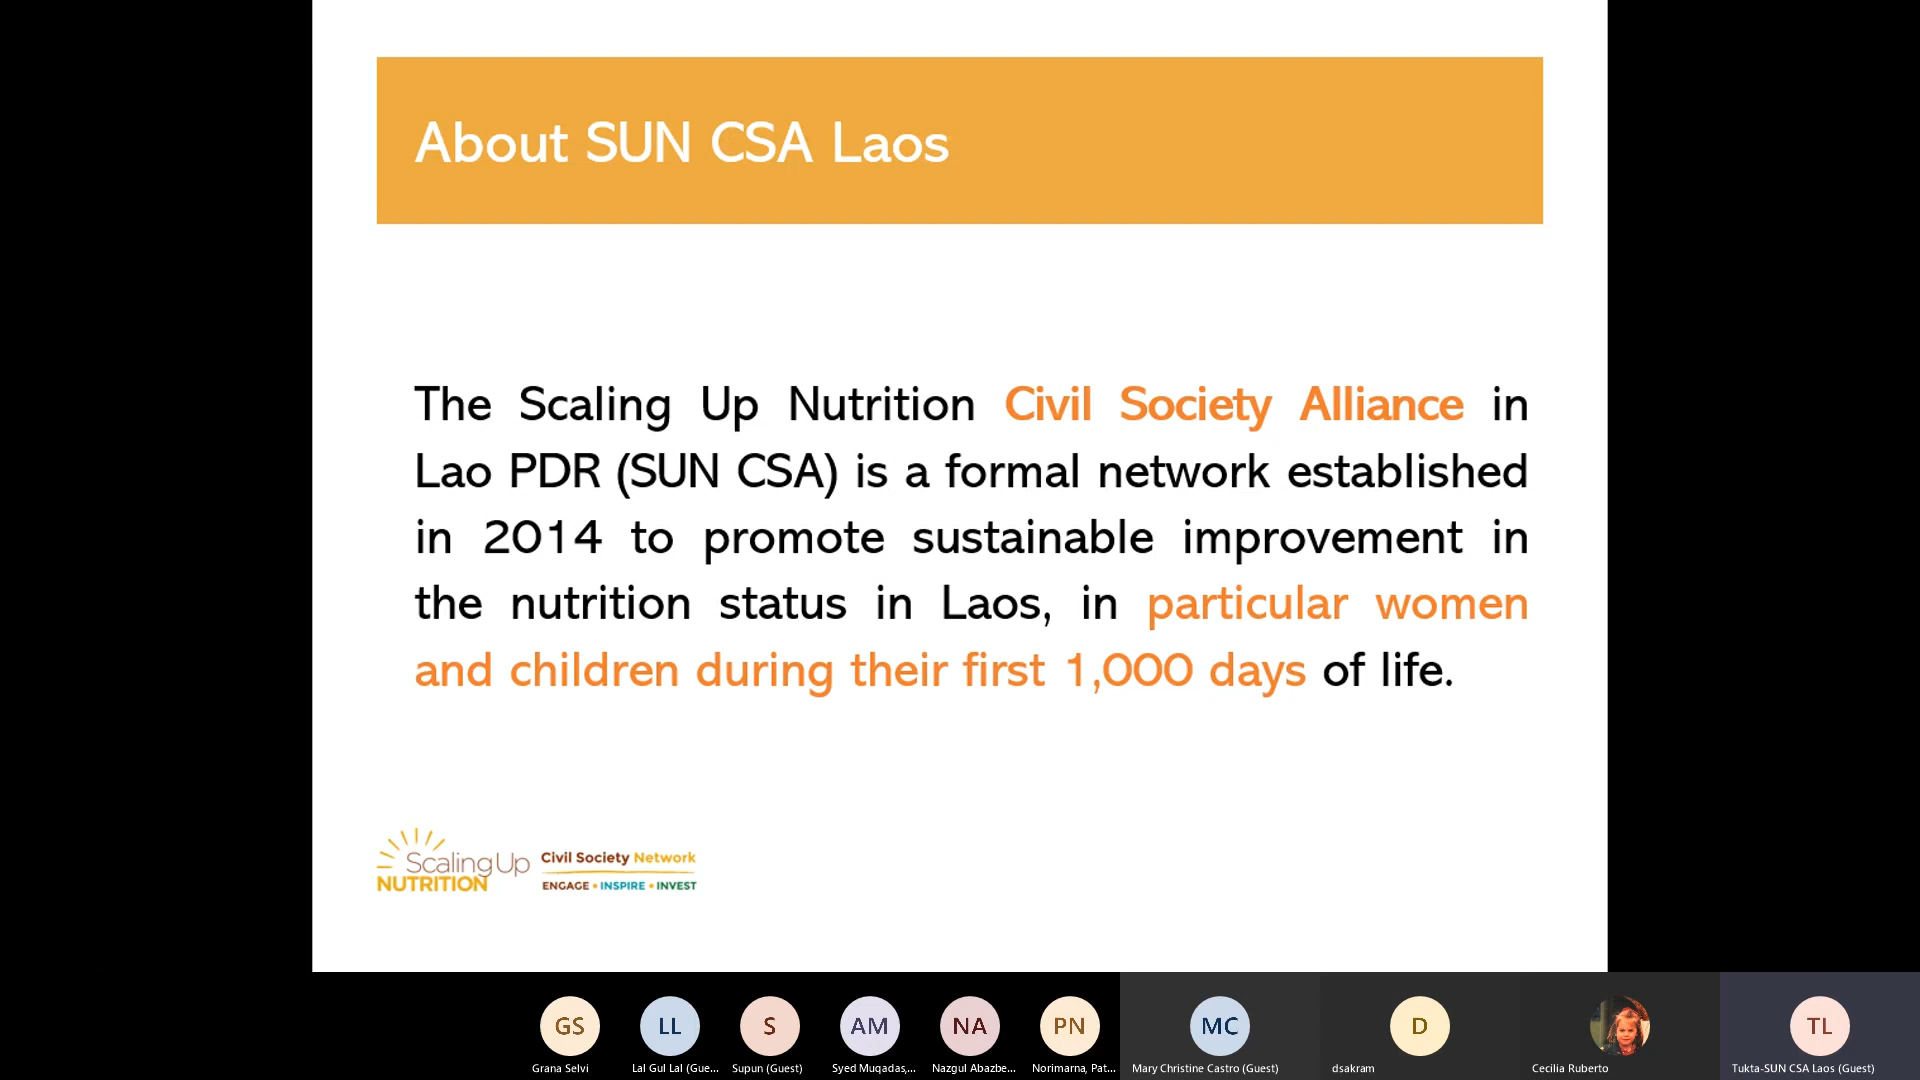 About SUN CSA Laos
The Scaling Up Nutrition Civil Society Alliance in
Lao PDR (SUN CSA) is a formal network established
in 2014 to promote sustainable improvement in
the nutrition status in Laos, in particular women
and children during their first 1,000 days of life.
Scaling Up
NUTRITION
Civil Society Network
ENGAGE • INSPIRE • INVEST
GS
LL
S
AM
NA
PN
MC
D
TL
Grana Selvi
Lal Gul Lal (Gue...
Supun (Guest)
Syed Muqadas,...
Nazgul Abazbe...
Norimarna, Pat...
Mary Christine Castro (Guest)
dsakram
Cecilia Ruberto
Tukta-SUN CSA Laos (Guest)